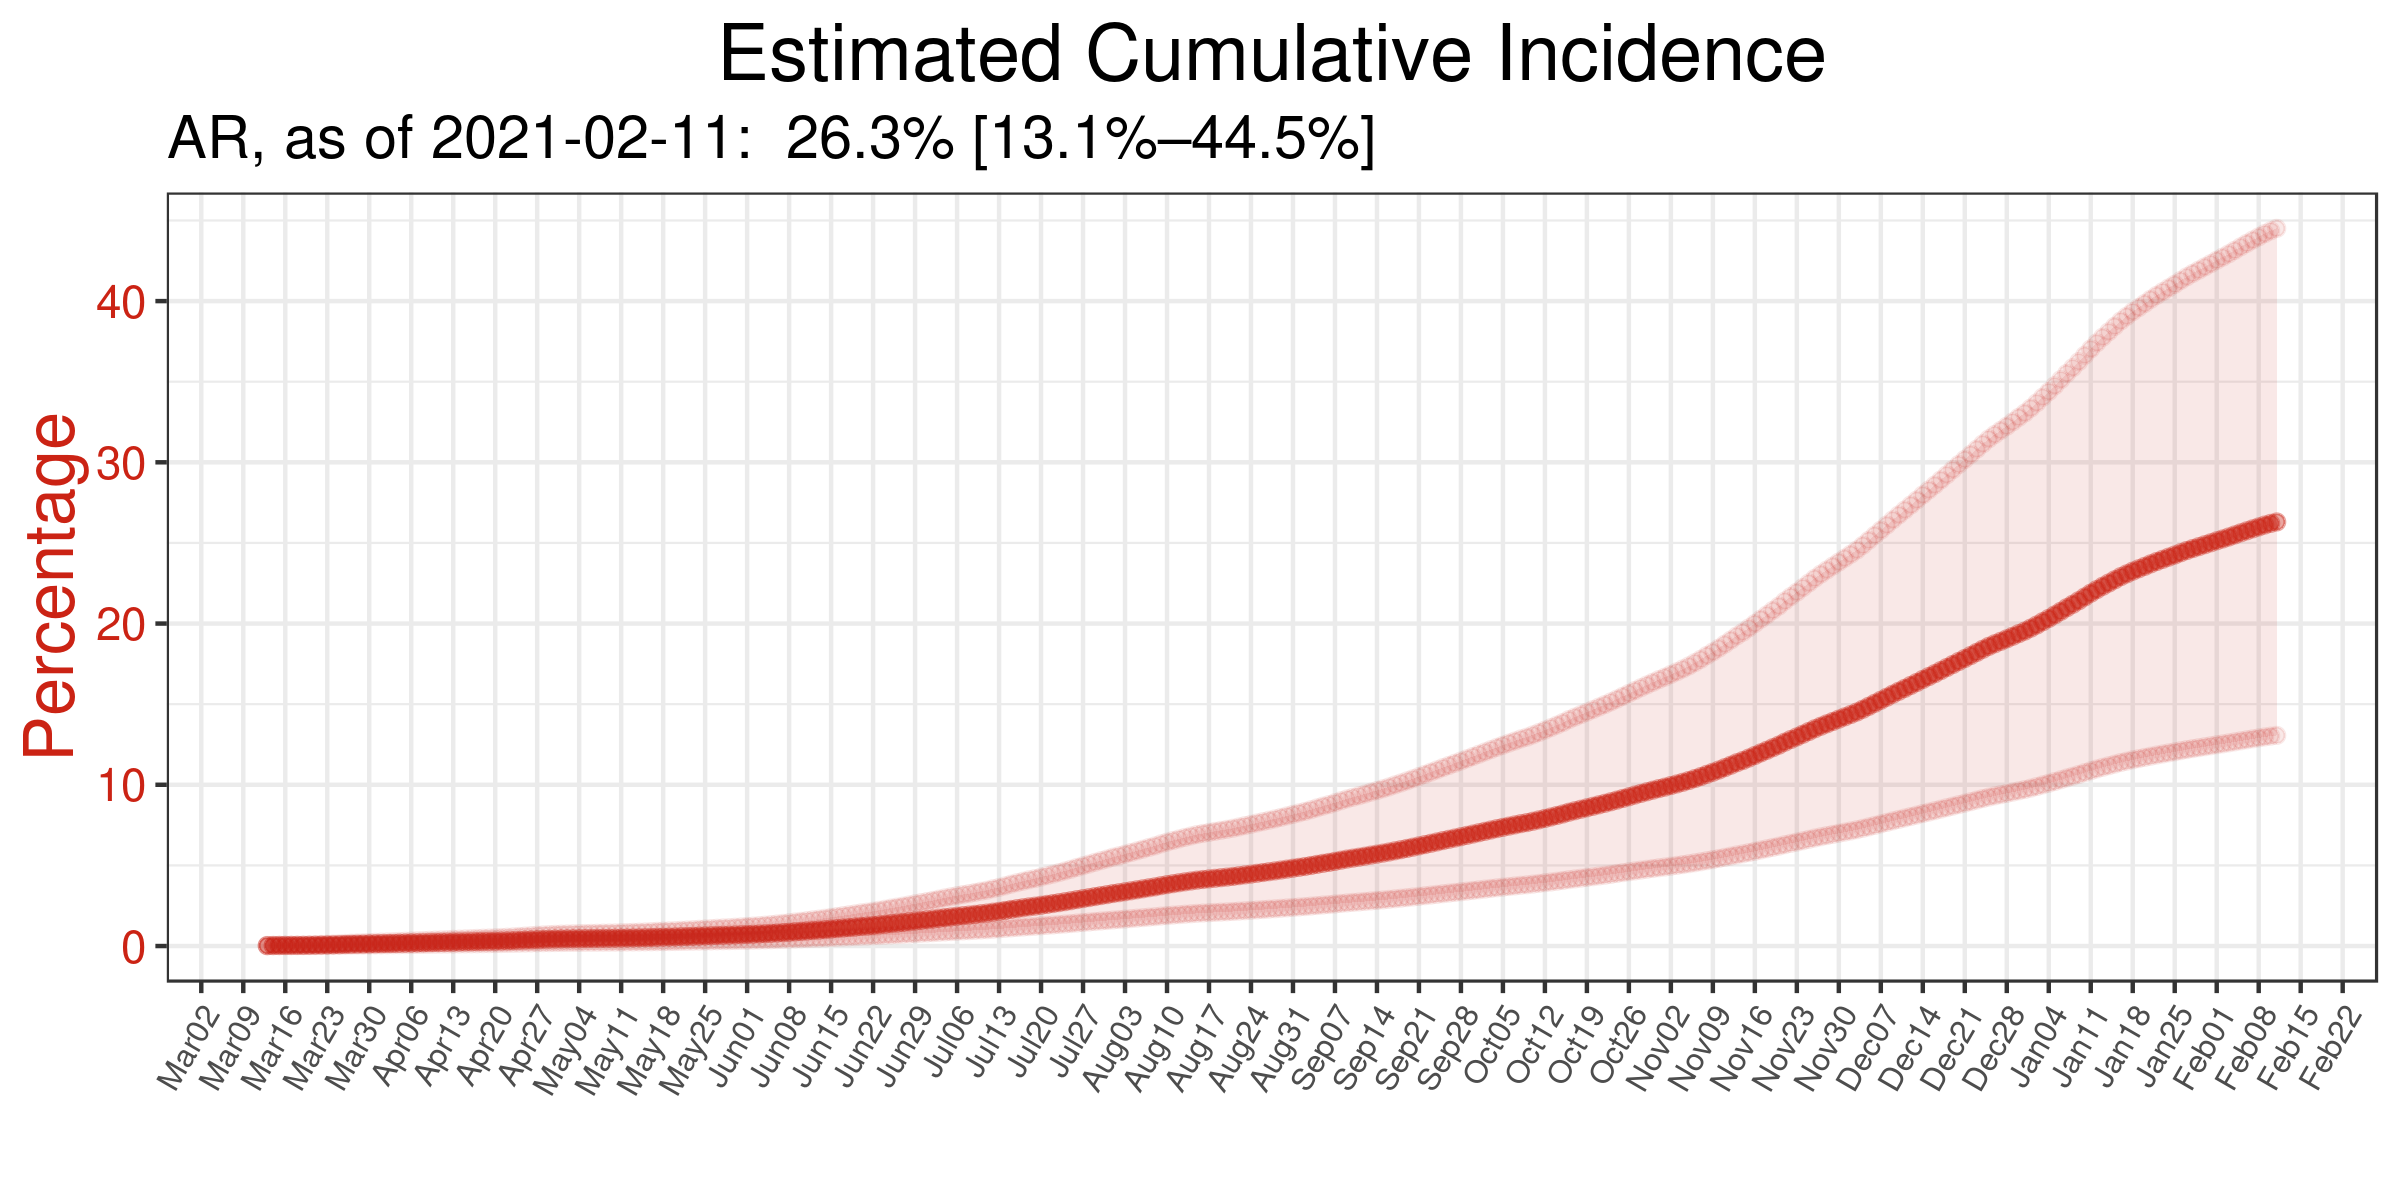 Estimated Cumulative Incidence
AR, as of 2021-02-11:  26.3% [13.1%–44.5%]
Percentage
40
30
20
10
0
Mar02
Mar09
Mar16
Mar23
Mar30
Apr06
Apr13
Apr20
Apr27
May04
May11
May18
May25
Jun01
Jun08
Jun15
Jun22
Jun29
Jul06
Jul13
Jul20
Jul27
Aug03
Aug10
Aug17
Aug24
Aug31
Sep07
Sep14
Sep21
Sep28
Oct05
Oct12
Oct19
Oct26
Nov02
Nov09
Nov16
Nov23
Nov30
Dec07
Dec14
Dec21
Dec28
Jan04
Jan11
Jan18
Jan25
Feb01
Feb08
Feb15
Feb22